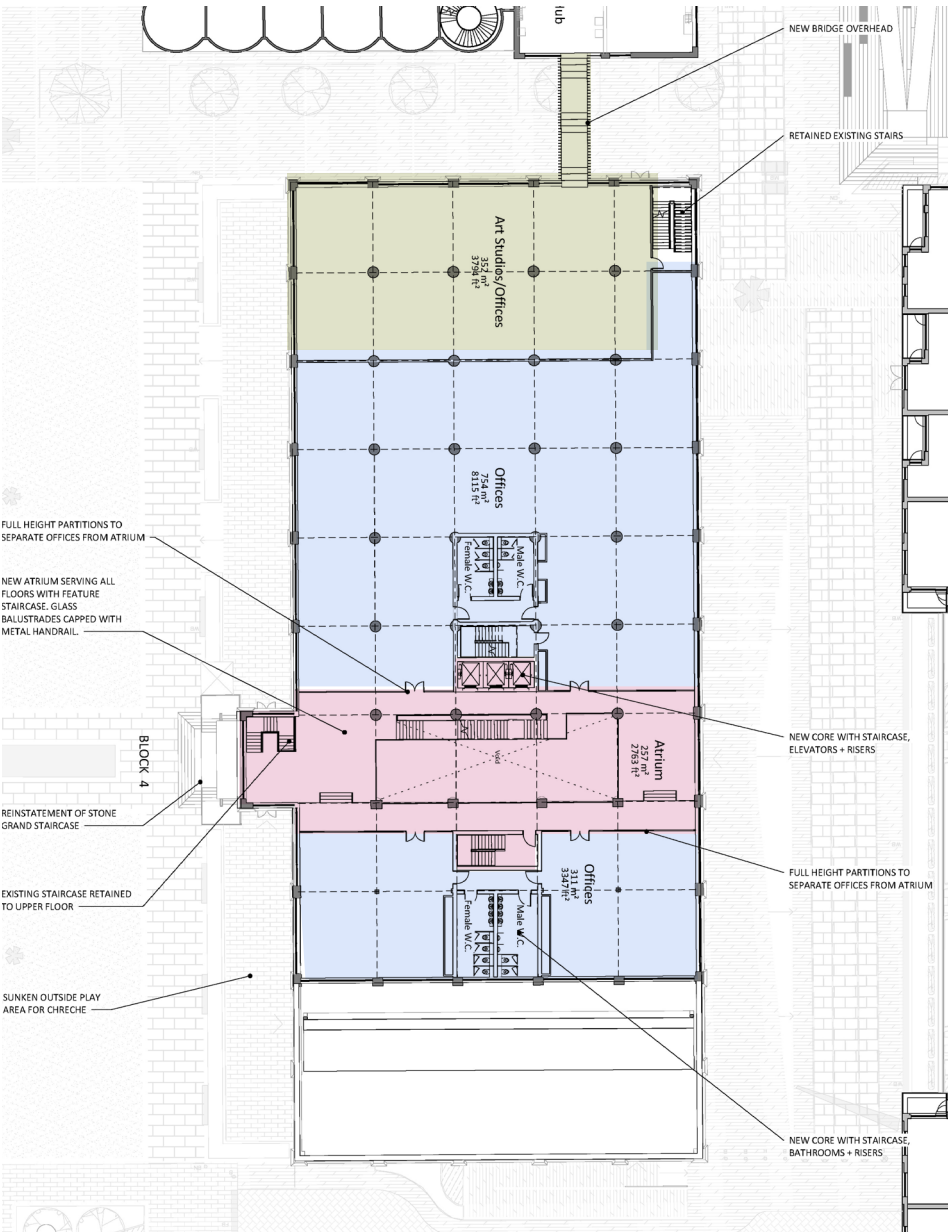 Hub
NEW BRIDGE OVERHEAD
RETAINED EXISTING STAIRS
Art Studios/Offices
352 m²
3794 ft²
Offices
754 m²
8115 ft²
Male W.C.
Female W.C.
FULL HEIGHT PARTITIONS TO
SEPARATE OFFICES FROM ATRIUM
NEW ATRIUM SERVING ALL
FLOORS WITH FEATURE
STAIRCASE. GLASS
BALUSTRADES CAPPED WITH
METAL HANDRAIL.
BLOCK 4
Void
Atrium
257 m²
2763 ft²
NEW CORE WITH STAIRCASE,
ELEVATORS + RISERS
REINSTATEMENT OF STONE
GRAND STAIRCASE
EXISTING STAIRCASE RETAINED
TO UPPER FLOOR
Offices
311 m²
3347 ft²
FULL HEIGHT PARTITIONS TO
SEPARATE OFFICES FROM ATRIUM
Male W.C.
Female W.C.
SUNKEN OUTSIDE PLAY
AREA FOR CHRECHE
NEW CORE WITH STAIRCASE,
BATHROOMS + RISERS